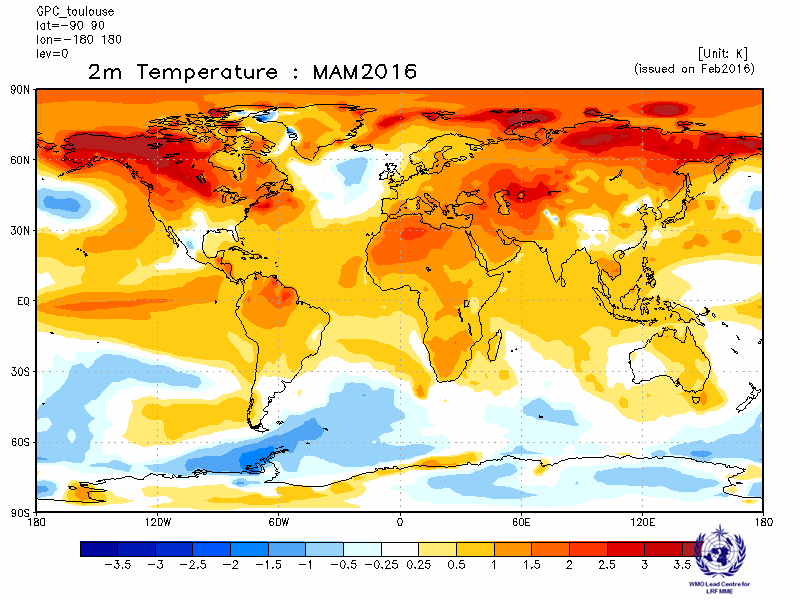 GPC_toulouse
lat=-90 90
lon=-180 180
lev=0
[Unit: K]
2m Temperature : MAM2016
(issued on Feb2016)
90N
60N
30N
EQ
30S
60S
90S
180 120W 60W 0 60E 120E 180
-3.5 -3 -2.5 -2 -1.5 -1 -0.5 -0.25 0.25 0.5 1 1.5 2 2.5 3 3.5
WMO Lead Centre for
LRF MME